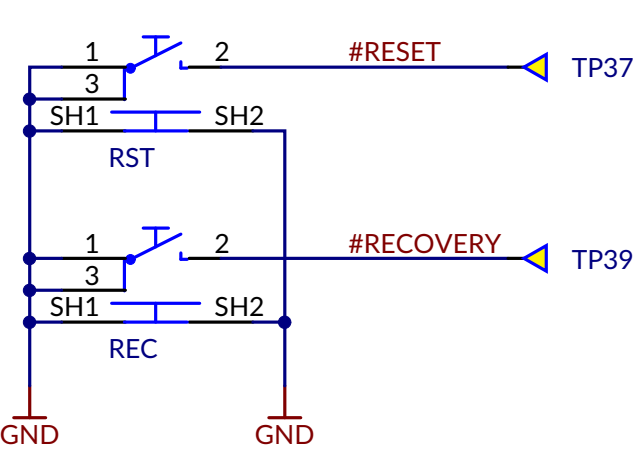 1 2 #RESET TP37
3
SH1 SH2
RST
1 2 #RECOVERY TP39
3
SH1 SH2
REC
GND GND